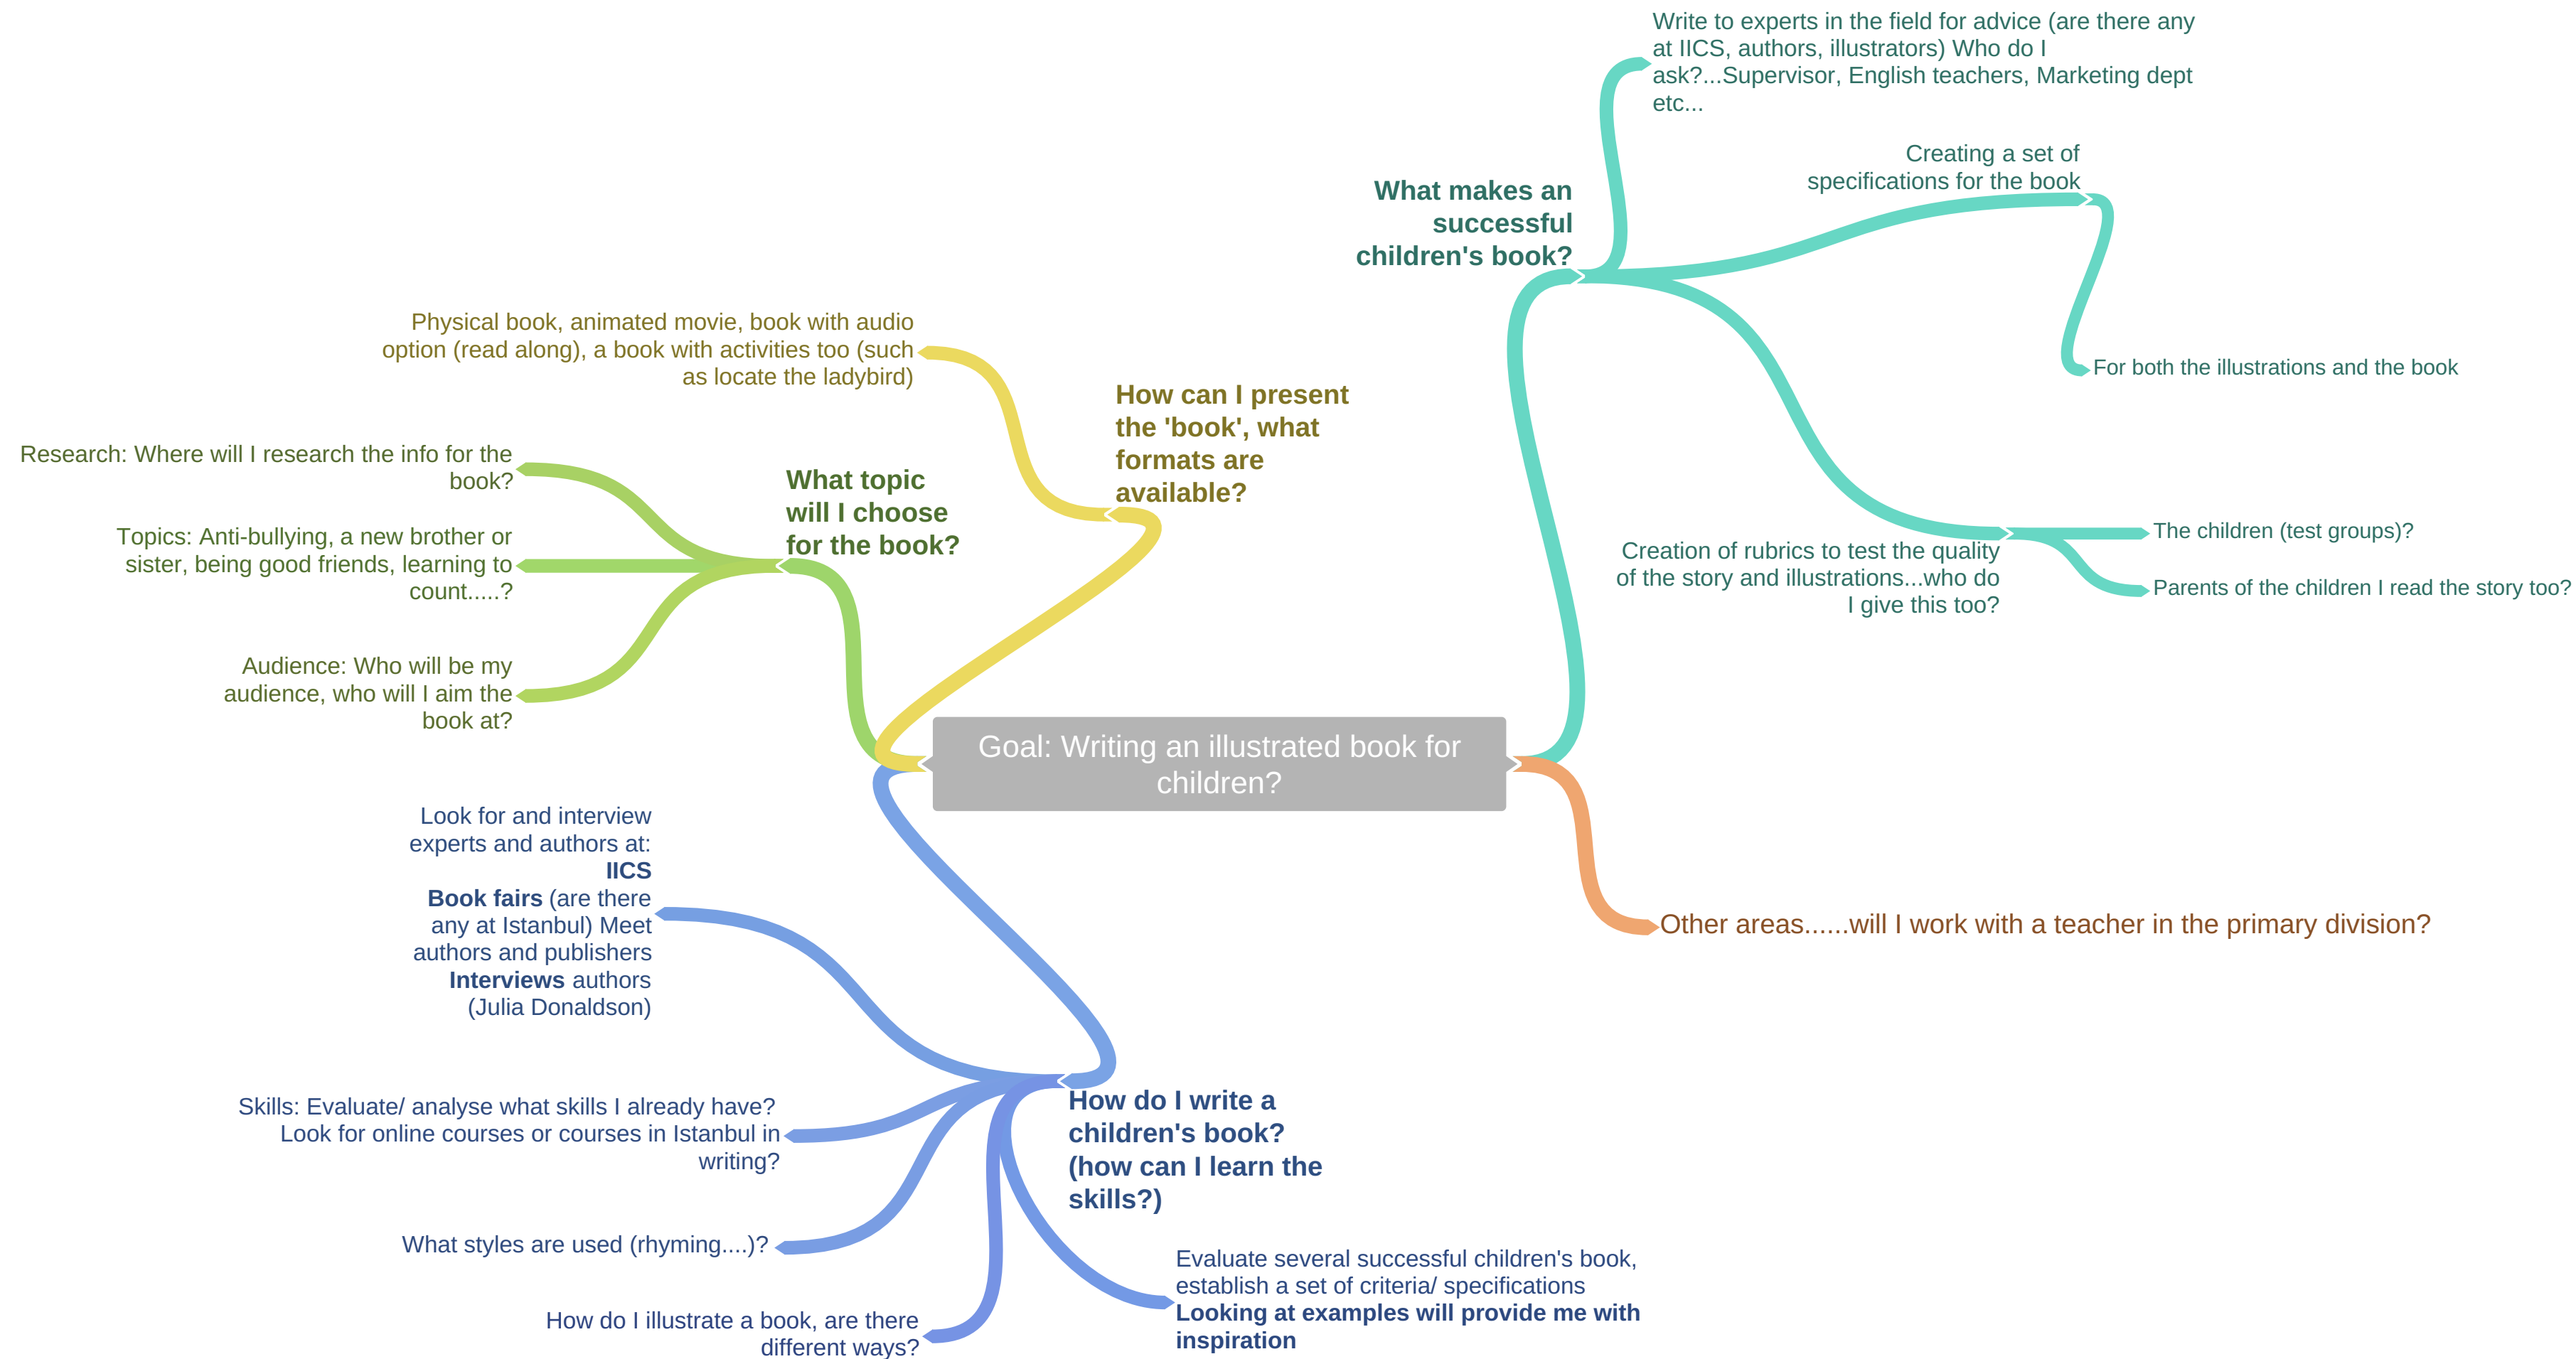 Write to experts in the field for advice (are there any
at IICS, authors, illustrators) Who do I
ask?...Supervisor, English teachers, Marketing dept
etc...
Creating a set of
specifications for the book
What makes an
successful
children's book?
For both the illustrations and the book
The children (test groups)?
Creation of rubrics to test the quality
of the story and illustrations...who do
I give this too?
Parents of the children I read the story too?
Physical book, animated movie, book with audio
option (read along), a book with activities too (such
as locate the ladybird)
How can I present
the 'book', what
formats are
available?
Research: Where will I research the info for the
book?
What topic
will I choose
for the book?
Topics: Anti-bullying, a new brother or
sister, being good friends, learning to
count.....?
Audience: Who will be my
audience, who will I aim the
book at?
Goal: Writing an illustrated book for
children?
Other areas......will I work with a teacher in the primary division?
Look for and interview
experts and authors at:
IICS
Book fairs (are there
any at Istanbul) Meet
authors and publishers
Interviews authors
(Julia Donaldson)
How do I write a
children's book?
(how can I learn the
skills?)
Skills: Evaluate/ analyse what skills I already have?
Look for online courses or courses in Istanbul in
writing?
What styles are used (rhyming....)?
How do I illustrate a book, are there
different ways?
Evaluate several successful children's book,
establish a set of criteria/ specifications
Looking at examples will provide me with
inspiration